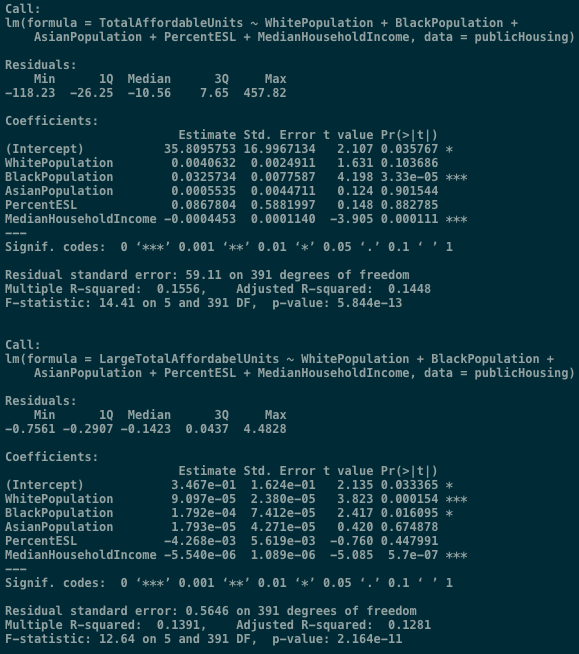 Call:
lm(formula = TotalAffordableUnits ~ WhitePopulation + BlackPopulation +
    AsianPopulation + PercentESL + MedianHouseholdIncome, data = publicHousing)

Residuals:
    Min      1Q  Median      3Q     Max
-118.23  -26.25  -10.56    7.65  457.82

Coefficients:
                        Estimate Std. Error t value Pr(>|t|)
(Intercept)           35.8095753 16.9967134   2.107 0.035767 *
WhitePopulation        0.0040632  0.0024911   1.631 0.103686
BlackPopulation        0.0325734  0.0077587   4.198 3.33e-05 ***
AsianPopulation        0.0005535  0.0044711   0.124 0.901544
PercentESL             0.0867804  0.5881997   0.148 0.882785
MedianHouseholdIncome -0.0004453  0.0001140  -3.905 0.000111 ***
---
Signif. codes:  0 ‘***’ 0.001 ‘**’ 0.01 ‘*’ 0.05 ‘.’ 0.1 ‘ ’ 1

Residual standard error: 59.11 on 391 degrees of freedom
Multiple R-squared:  0.1556,    Adjusted R-squared:  0.1448
F-statistic: 14.41 on 5 and 391 DF,  p-value: 5.844e-13

Call:
lm(formula = LargeTotalAffordabelUnits ~ WhitePopulation + BlackPopulation +
    AsianPopulation + PercentESL + MedianHouseholdIncome, data = publicHousing)

Residuals:
    Min      1Q  Median      3Q     Max
-0.7561 -0.2907 -0.1423  0.0437  4.4828

Coefficients:
                        Estimate Std. Error t value Pr(>|t|)
(Intercept)            3.467e-01  1.624e-01   2.135 0.033365 *
WhitePopulation        9.097e-05  2.380e-05   3.823 0.000154 ***
BlackPopulation        1.792e-04  7.412e-05   2.417 0.016095 *
AsianPopulation        1.793e-05  4.271e-05   0.420 0.674878
PercentESL            -4.268e-03  5.619e-03  -0.760 0.447991
MedianHouseholdIncome -5.540e-06  1.089e-06  -5.085  5.7e-07 ***
---
Signif. codes:  0 ‘***’ 0.001 ‘**’ 0.01 ‘*’ 0.05 ‘.’ 0.1 ‘ ’ 1

Residual standard error: 0.5646 on 391 degrees of freedom
Multiple R-squared:  0.1391,    Adjusted R-squared:  0.1281
F-statistic: 12.64 on 5 and 391 DF,  p-value: 2.164e-11